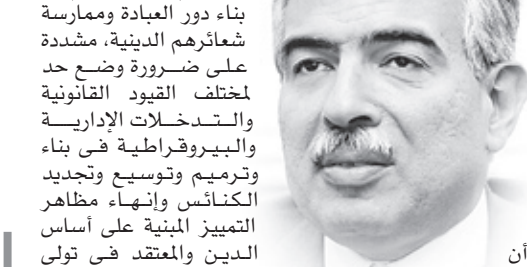 بناء دور العبادة وممارسة
شعائرهم الدينية، مشددة
على ضرورة وضع حد
لمختلف القيود القانونية
والتدخلات الإدارية
والبيروقراطية فى بناء
وترميم وتوسيع وتجديد
الكنائس وإنهاء مظاهر
التمييز المبنية على أساس
الدين والمعتقد فى تولى
أن